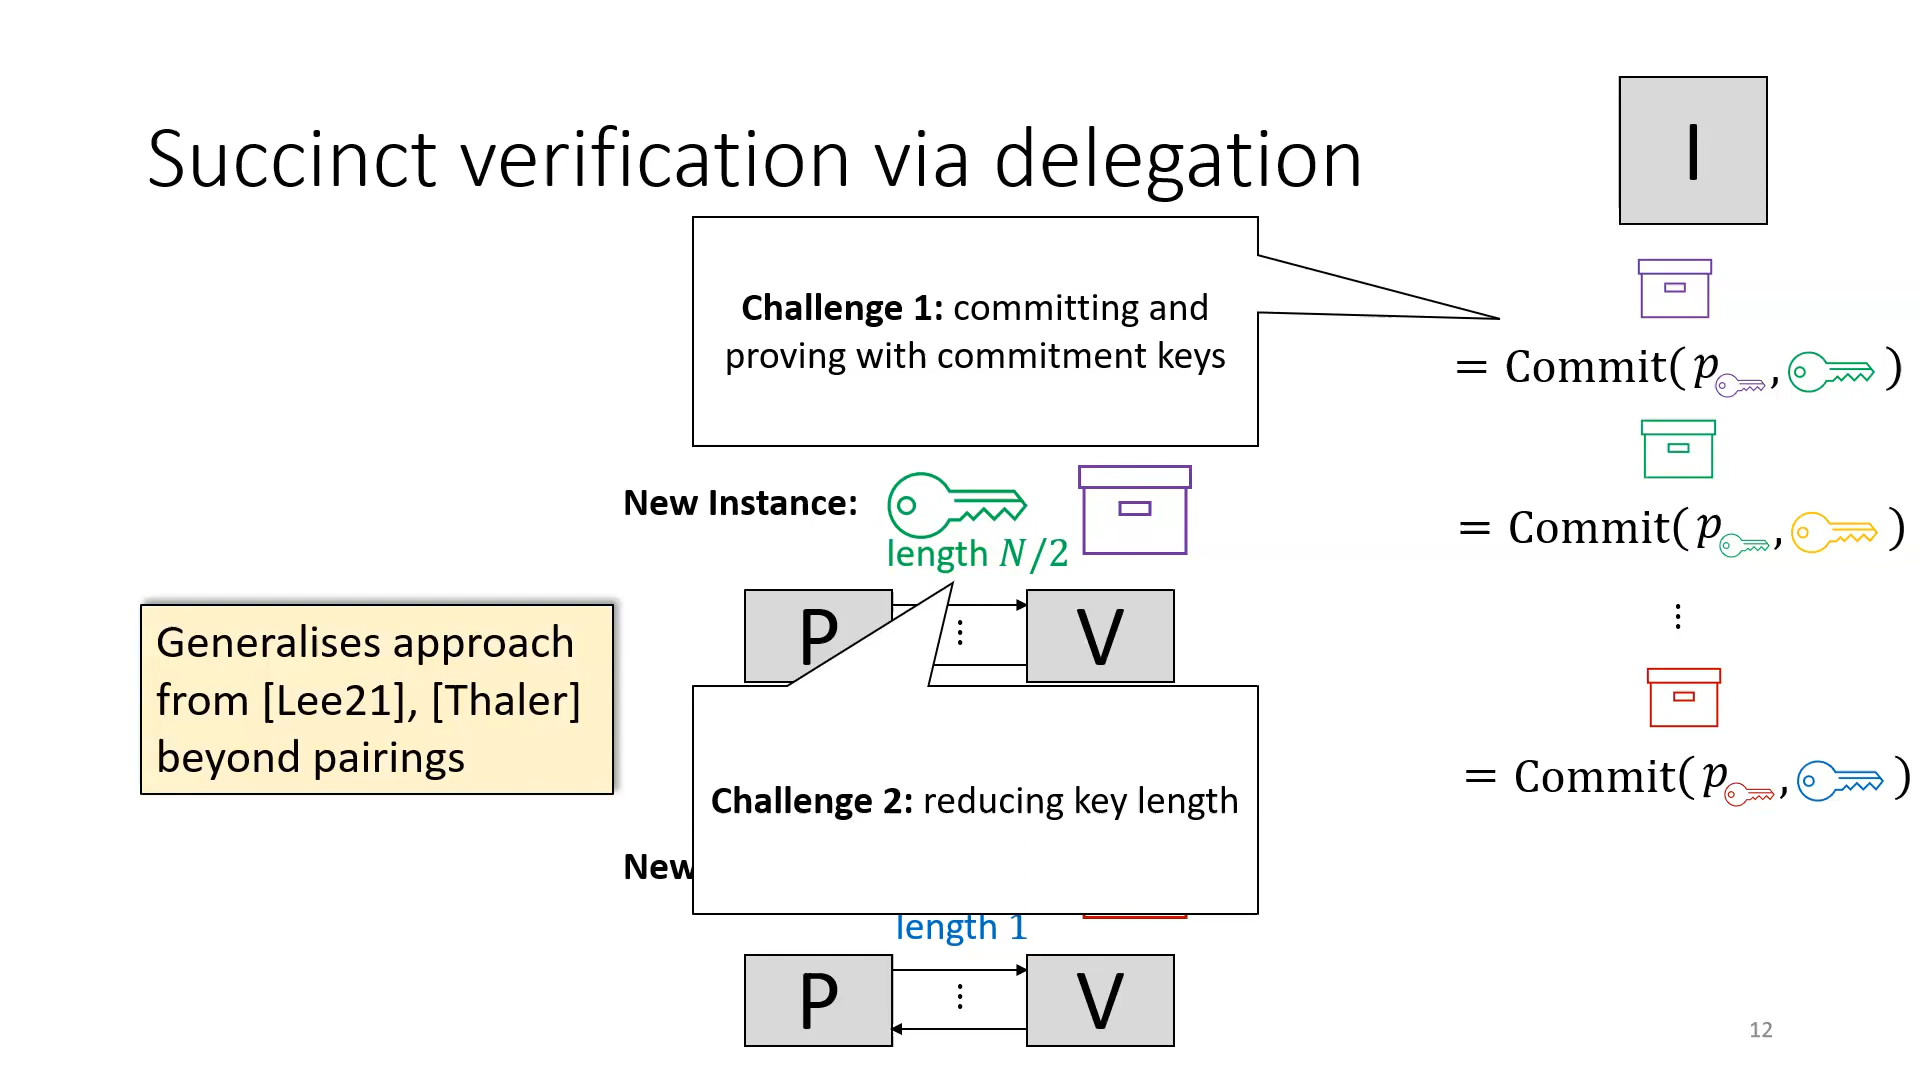 Succinct verification via delegation
I
Challenge 1: committing and
proving with commitment keys
= Commit( p , )
= Commit( p , )
⋮
= Commit( p , )
New Instance:
length N/2
P
⋮
V
Generalises approach
from [Lee21], [Thaler]
beyond pairings
Challenge 2: reducing key length
New
length 1
P
⋮
V
12